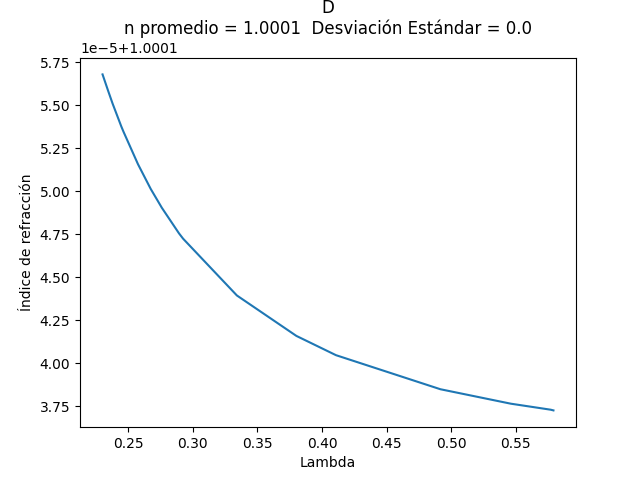 D
n promedio = 1.0001 Desviación Estándar = 0.0
1e−5+1.0001
5.75
5.50
5.25
5.00
4.75
4.50
4.25
4.00
3.75
Índice de refracción
0.25 0.30 0.35 0.40 0.45 0.50 0.55
Lambda